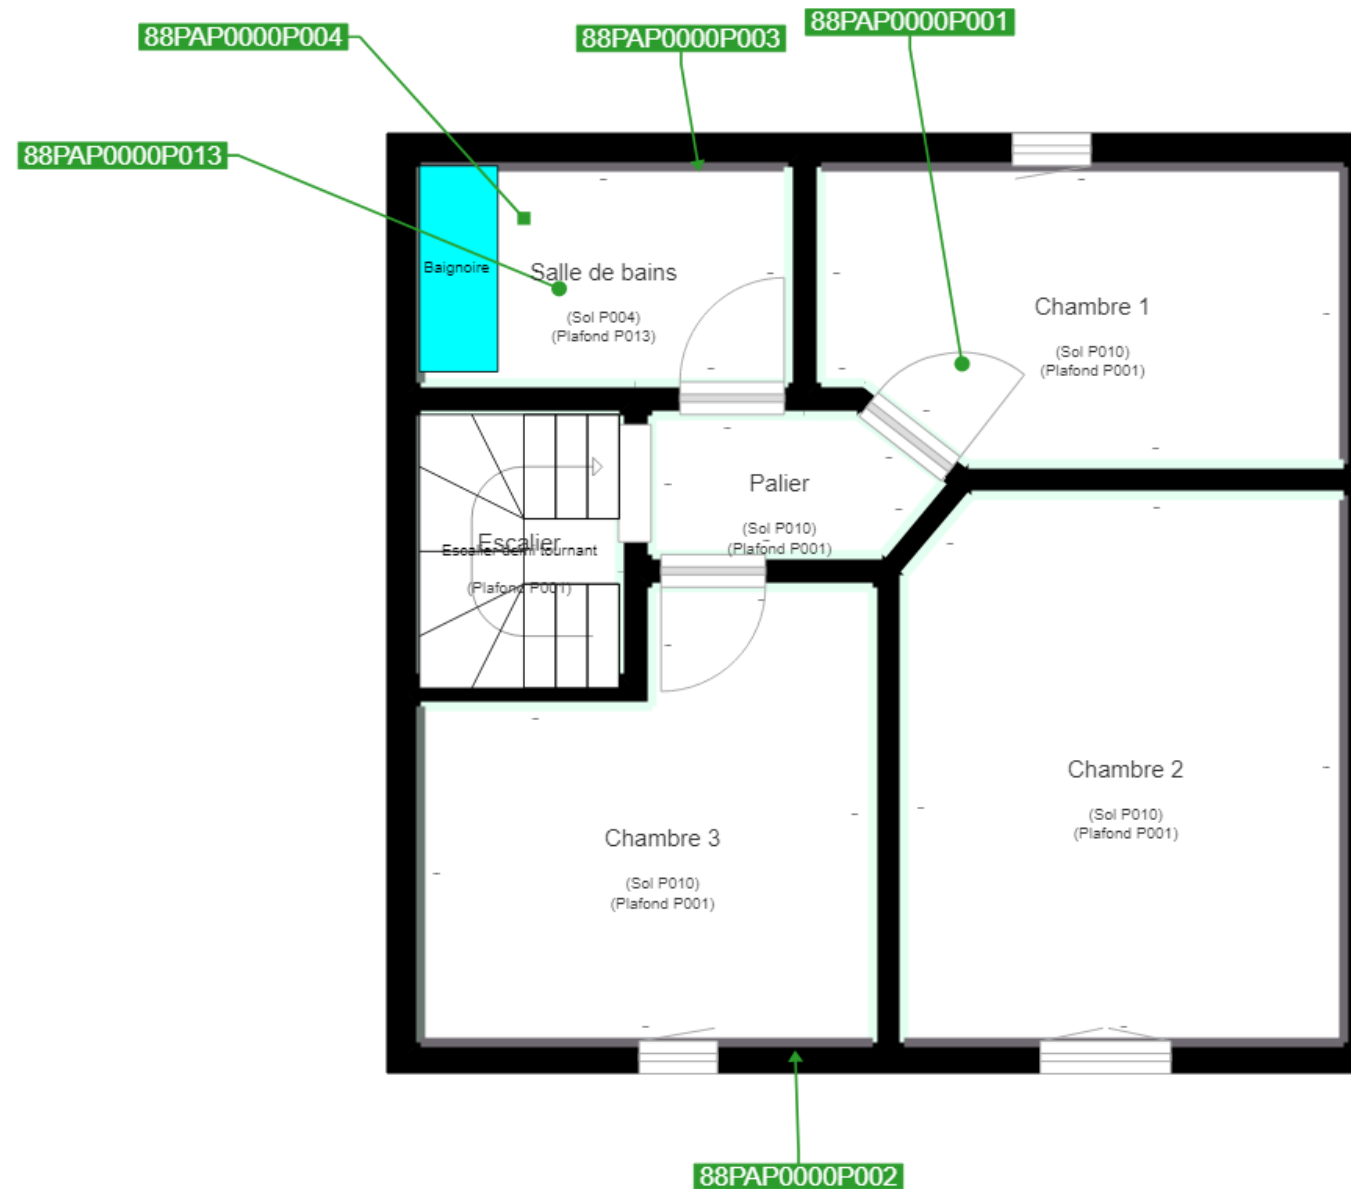 88PAP0000P001
88PAP0000P004
88PAP0000P003
88PAP0000P013
Baignoire
Salle de bains
(Sol P004)
(Plafond P013)
Chambre 1
(Sol P010)
(Plafond P001)
Palier
(Sol P010)
(Plafond P001)
Escalier
Escalier demi tournant
(Plafond P001)
Chambre 2
(Sol P010)
(Plafond P001)
Chambre 3
(Sol P010)
(Plafond P001)
88PAP0000P002